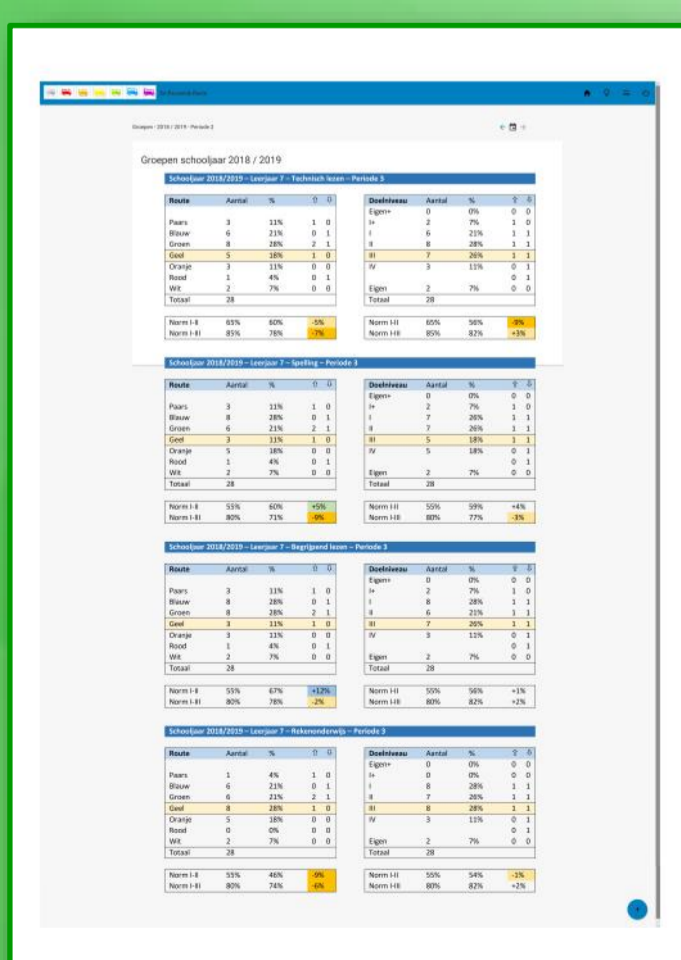 Groepen - 2018 / 2019 - Periode 2
Groepen schooljaar 2018 / 2019
Schooljaar 2018/2019 – Leerjaar 7 – Technisch lezen – Periode 3
Route Aantal % ⇧ ⇩ Doelniveau Aantal % ⇧ ⇩
Eigen+ 0 0% 0 0
Paars 3 11% 1 0 I+ 2 7% 1 0
Blauw 6 21% 0 1 I 6 21% 1 1
Groen 8 28% 2 1 II 8 28% 1 1
Geel 5 18% 1 0 III 7 26% 1 1
Oranje 3 11% 0 0 IV 3 11% 0 1
Rood 1 4% 0 1 0 1
Wit 2 7% 0 0 Eigen 2 7% 0 0
Totaal 28 Totaal 28
Norm I-II 65% 60% -5% Norm I-II 65% 56% -9%
Norm I-III 85% 78% -7% Norm I-III 85% 82% +3%
Schooljaar 2018/2019 – Leerjaar 7 – Spelling – Periode 3
Route Aantal % ⇧ ⇩ Doelniveau Aantal % ⇧ ⇩
Eigen+ 0 0% 0 0
Paars 3 11% 1 0 I+ 2 7% 1 0
Blauw 8 28% 0 1 I 7 26% 1 1
Groen 6 21% 2 1 II 7 26% 1 1
Geel 3 11% 1 0 III 5 18% 1 1
Oranje 5 18% 0 0 IV 5 18% 0 1
Rood 1 4% 0 1 0 1
Wit 2 7% 0 0 Eigen 2 7% 0 0
Totaal 28 Totaal 28
Norm I-II 55% 60% +5% Norm I-II 55% 59% +4%
Norm I-III 80% 71% -9% Norm I-III 80% 77% -3%
Schooljaar 2018/2019 – Leerjaar 7 – Begrijpend lezen – Periode 3
Route Aantal % ⇧ ⇩ Doelniveau Aantal % ⇧ ⇩
Eigen+ 0 0% 0 0
Paars 3 11% 1 0 I+ 2 7% 1 0
Blauw 8 28% 0 1 I 8 28% 1 1
Groen 8 28% 2 1 II 6 21% 1 1
Geel 3 11% 1 0 III 7 26% 1 1
Oranje 3 11% 0 0 IV 3 11% 0 1
Rood 1 4% 0 1 0 1
Wit 2 7% 0 0 Eigen 2 7% 0 0
Totaal 28 Totaal 28
Norm I-II 55% 67% +12% Norm I-II 55% 56% +1%
Norm I-III 80% 78% -2% Norm I-III 80% 82% +2%
Schooljaar 2018/2019 – Leerjaar 7 – Rekenonderwijs – Periode 3
Route Aantal % ⇧ ⇩ Doelniveau Aantal % ⇧ ⇩
Eigen+ 0 0% 0 0
Paars 1 4% 1 0 I+ 0 0% 0 0
Blauw 6 21% 0 1 I 8 28% 1 1
Groen 6 21% 2 1 II 7 26% 1 1
Geel 8 28% 1 0 III 8 28% 1 1
Oranje 5 18% 0 0 IV 3 11% 0 1
Rood 0 0% 0 0 0 1
Wit 2 7% 0 0 Eigen 2 7% 0 0
Totaal 28 Totaal 28
Norm I-II 55% 46% -9% Norm I-II 55% 54% -1%
Norm I-III 80% 74% -6% Norm I-III 80% 82% +2%